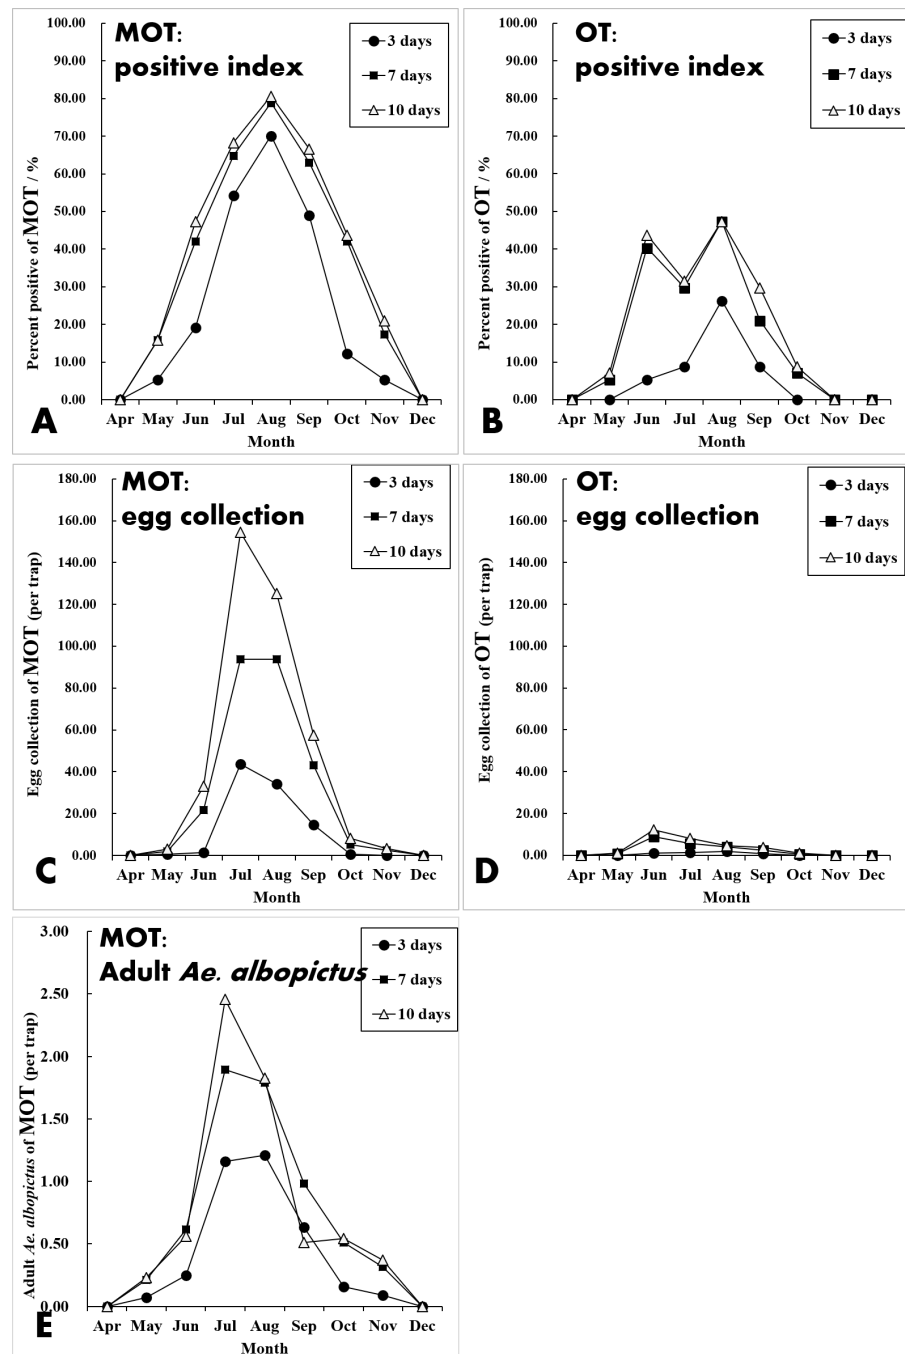 MOT:
positive index
3 days
7 days
10 days
Percent positive of MOT / %
100.00
90.00
80.00
70.00
60.00
50.00
40.00
30.00
20.00
10.00
0.00
Apr May Jun Jul Aug Sep Oct Nov Dec
Month
A
OT:
positive index
3 days
7 days
10 days
Percent positive of OT / %
100.00
90.00
80.00
70.00
60.00
50.00
40.00
30.00
20.00
10.00
0.00
Apr May Jun Jul Aug Sep Oct Nov Dec
Month
B
MOT:
egg collection
3 days
7 days
10 days
Egg collection of MOT (per trap)
180.00
160.00
140.00
120.00
100.00
80.00
60.00
40.00
20.00
0.00
Apr May Jun Jul Aug Sep Oct Nov Dec
Month
C
OT:
egg collection
3 days
7 days
10 days
Egg collection of OT (per trap)
180.00
160.00
140.00
120.00
100.00
80.00
60.00
40.00
20.00
0.00
Apr May Jun Jul Aug Sep Oct Nov Dec
Month
D
MOT:
Adult Ae. albopictus
3 days
7 days
10 days
Adult Ae. albopictus of MOT (per trap)
3.00
2.50
2.00
1.50
1.00
0.50
0.00
Apr May Jun Jul Aug Sep Oct Nov Dec
Month
E